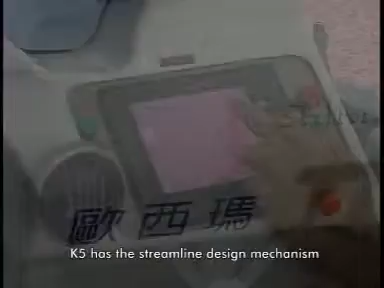 歐西瑪
K5 has the streamline design mechanism